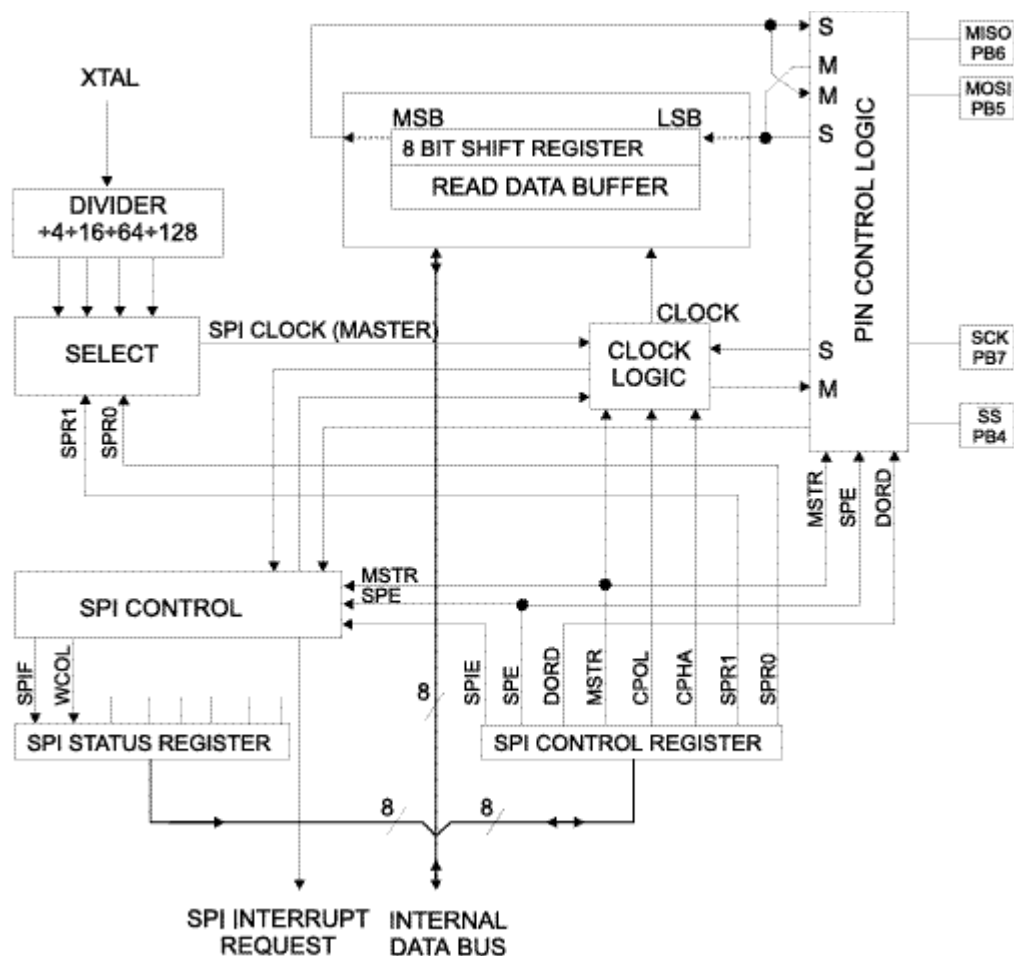 XTAL
DIVIDER
+4+16+64+128
SELECT
SPR1
SPR0
SPI CLOCK (MASTER)
MSB
LSB
8 BIT SHIFT REGISTER
READ DATA BUFFER
CLOCK
CLOCK
LOGIC
S
M
M
S
S
M
PIN CONTROL LOGIC
MISO
PB6
MOSI
PB5
SCK
PB7
SS
PB4
MSTR
SPE
DORD
SPI CONTROL
MSTR
SPE
SPIF
WCOL
8
SPIE
SPE
DORD
MSTR
CPOL
CPHA
SPR1
SPR0
SPI STATUS REGISTER
SPI CONTROL REGISTER
8
8
SPI INTERRUPT
REQUEST
INTERNAL
DATA BUS